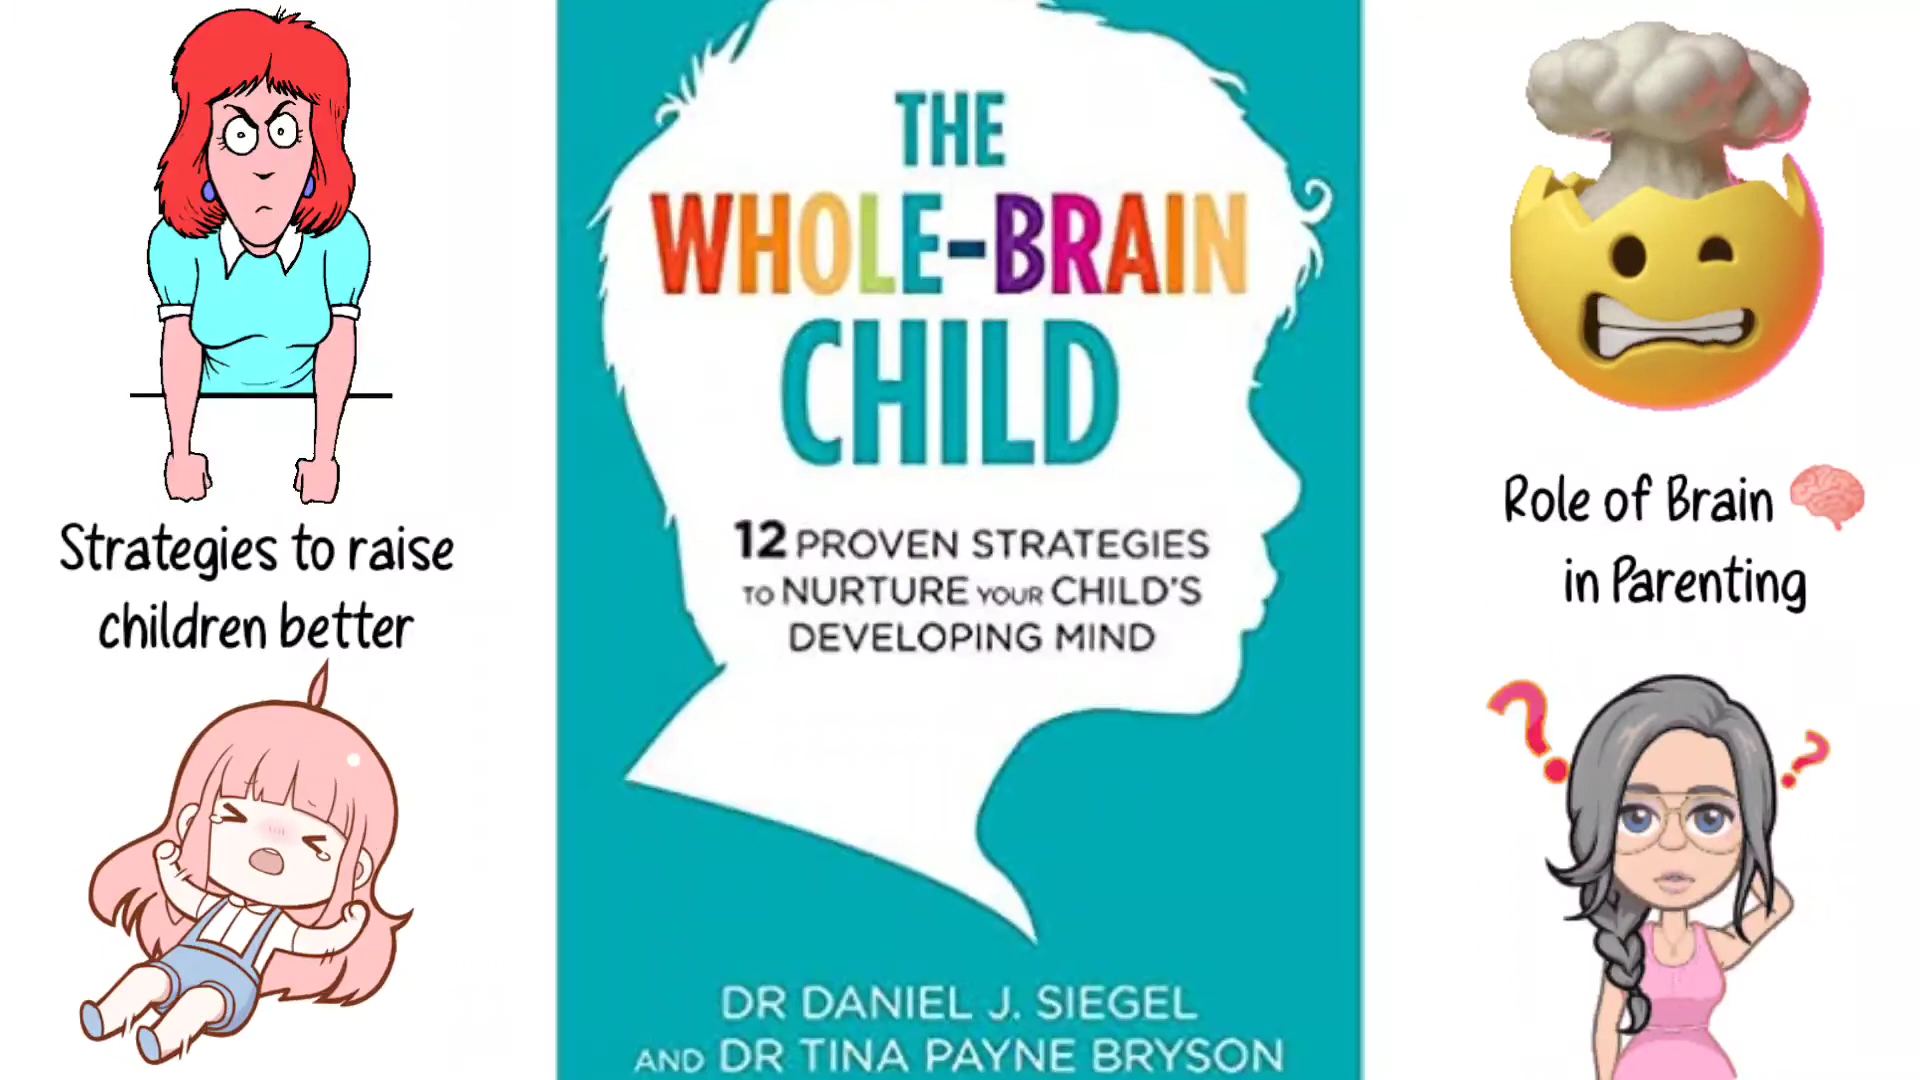 Strategies to raise
children better
THE
WHOLE-BRAIN
CHILD
12 PROVEN STRATEGIES
TO NURTURE YOUR CHILD'S
DEVELOPING MIND
DR DANIEL J. SIEGEL
AND DR TINA PAYNE BRYSON
Role of Brain
in Parenting